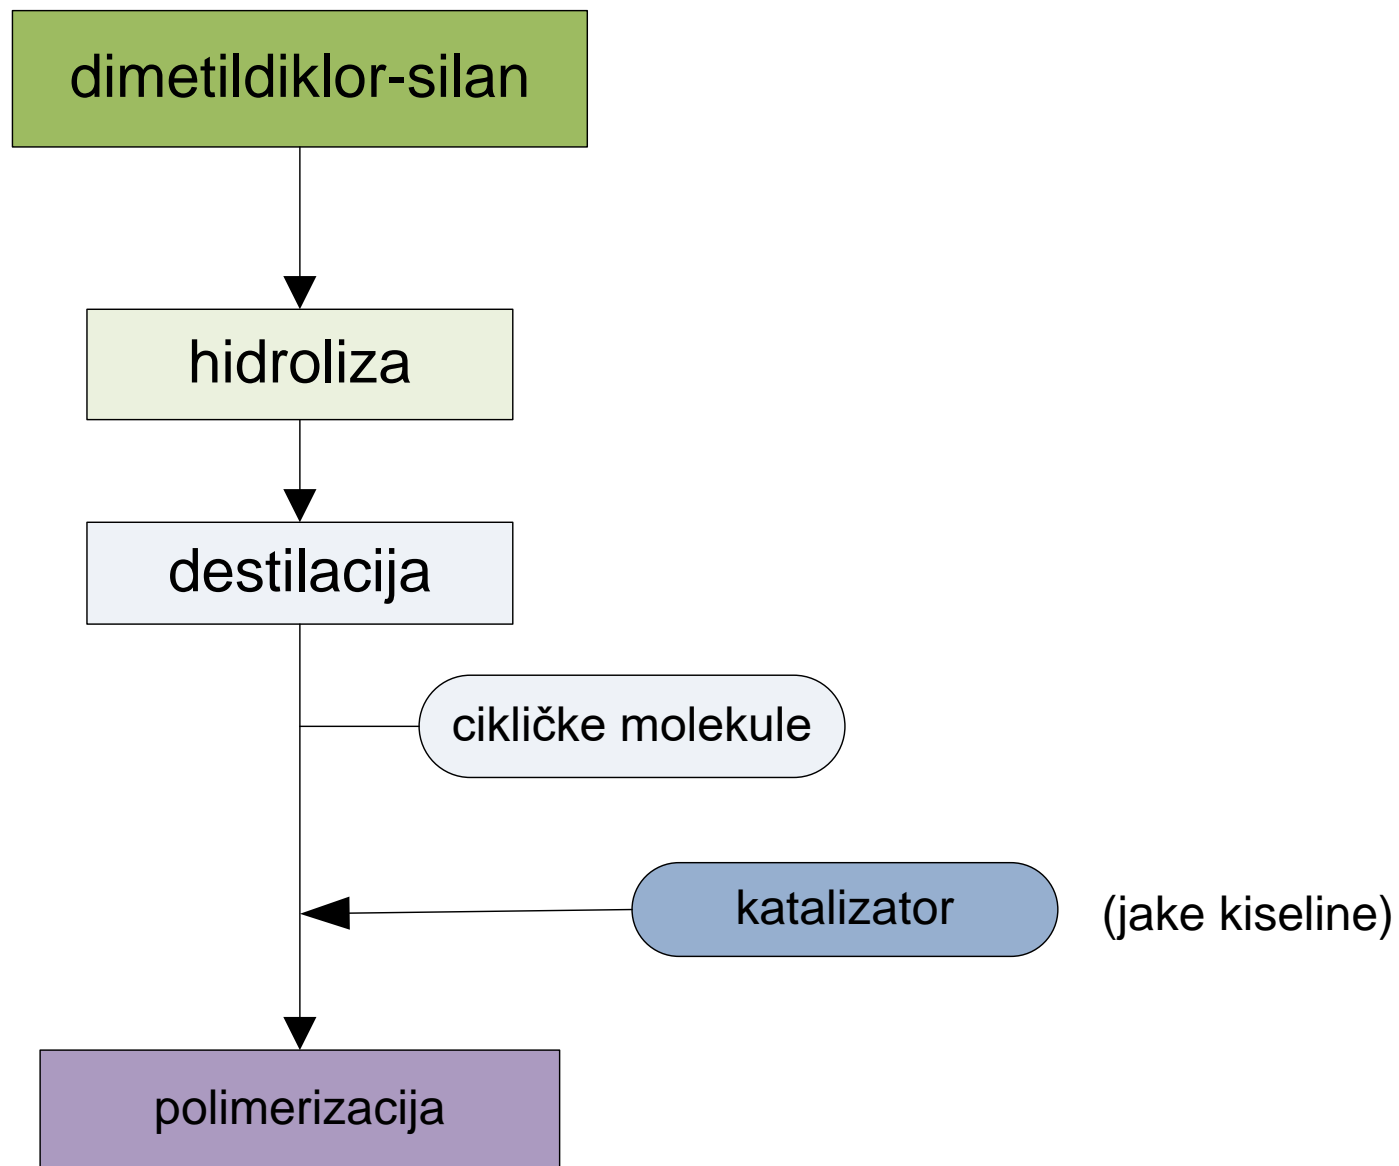 dimetildiklor-silan
hidroliza
destilacija
cikličke molekule
katalizator
(jake kiseline)
polimerizacija